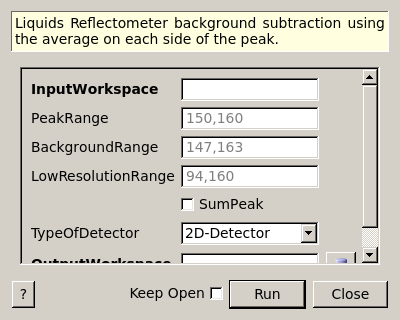 Liquids Reflectometer background subtraction using
the average on each side of the peak.
InputWorkspace
PeakRange 150,160
BackgroundRange 147,163
LowResolutionRange 94,160
SumPeak
TypeOfDetector 2D-Detector
OutputWorkspace
? Keep Open Run Close